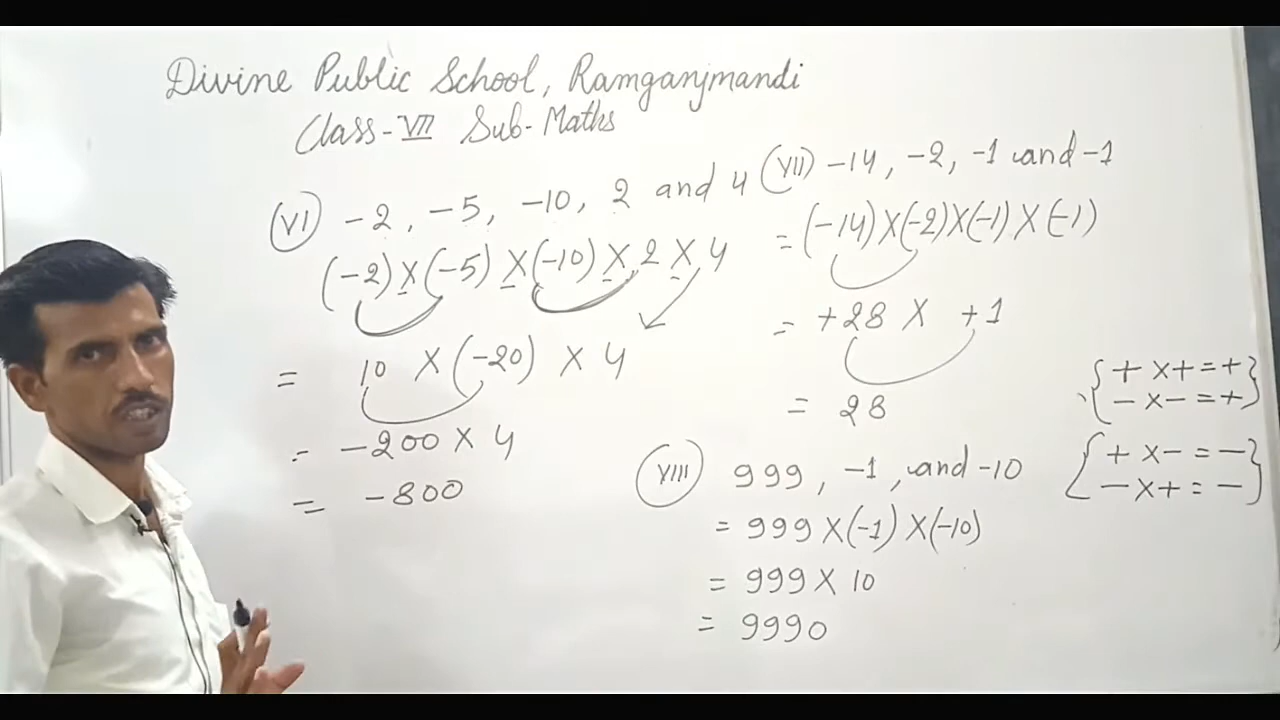 Divine Public School, Ramganjmandi
Class-VII Sub-Maths
(VI) -2, -5, -10, 2 and 4
(-2) X (-5) X (-10) X 2 X 4
= 10 X (-20) X 4
= -200 X 4
= -800
(VII) -14, -2, -1 and -1
= (-14) X (-2) X (-1) X (-1)
= +28 X +1
= 28
(VIII) 999, -1, and -10
= 999 X (-1) X (-10)
= 999 X 10
= 9990
{+ X + = +}
{- X - = +}
{+ X - = -}
{- X + = -}